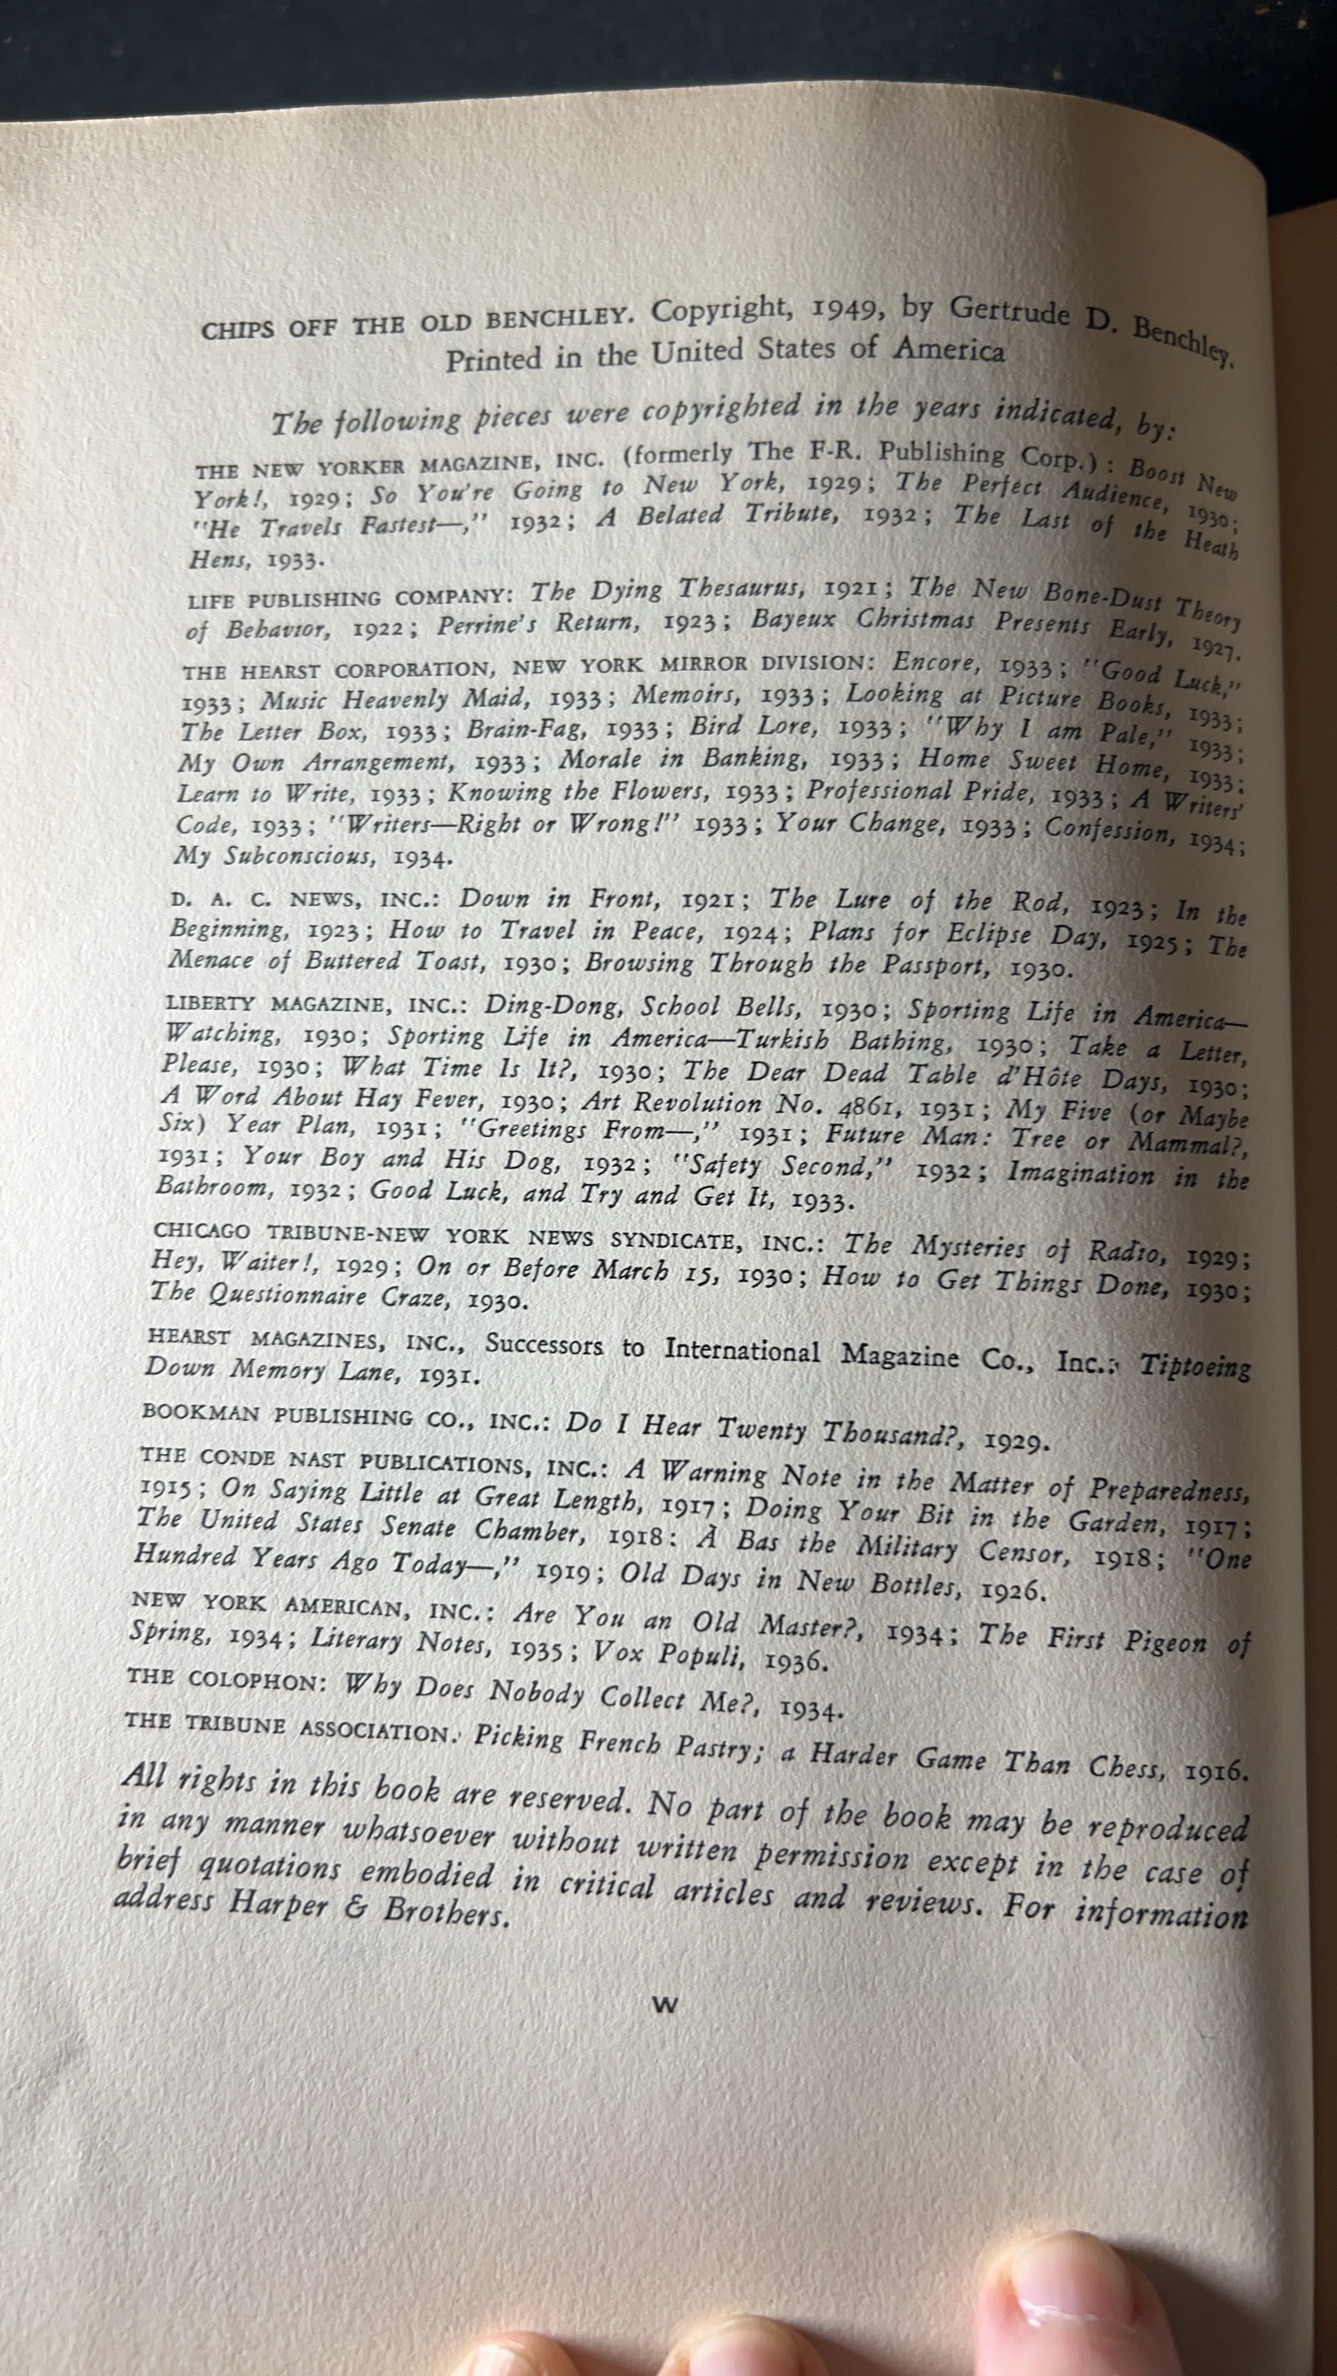 CHIPS OFF THE OLD BENCHLEY. Copyright, 1949, by Gertrude D. Benchley.
Printed in the United States of America
The following pieces were copyrighted in the years indicated, by:
THE NEW YORKER MAGAZINE, INC. (formerly The F-R. Publishing Corp.): Boost New
York!, 1929; So You're Going to New York, 1929; The Perfect Audience, 1930;
"He Travels Fastest—," 1932; A Belated Tribute, 1932; The Last of the Heath
Hens, 1933.
LIFE PUBLISHING COMPANY: The Dying Thesaurus, 1921; The New Bone-Dust Theory
of Behavior, 1922; Perrine's Return, 1923; Bayeux Christmas Presents Early, 1927.
THE HEARST CORPORATION, NEW YORK MIRROR DIVISION: Encore, 1933; "Good Luck,"
1933; Music Heavenly Maid, 1933; Memoirs, 1933; Looking at Picture Books, 1933;
The Letter Box, 1933; Brain-Fag, 1933; Bird Lore, 1933; "Why I am Pale," 1933;
My Own Arrangement, 1933; Morale in Banking, 1933; Home Sweet Home, 1933;
Learn to Write, 1933; Knowing the Flowers, 1933; Professional Pride, 1933; A Writers'
Code, 1933; "Writers—Right or Wrong!" 1933; Your Change, 1933; Confession, 1934;
My Subconscious, 1934.
D. A. C. NEWS, INC.: Down in Front, 1921; The Lure of the Rod, 1923; In the
Beginning, 1923; How to Travel in Peace, 1924; Plans for Eclipse Day, 1925; The
Menace of Buttered Toast, 1930; Browsing Through the Passport, 1930.
LIBERTY MAGAZINE, INC.: Ding-Dong, School Bells, 1930; Sporting Life in America—
Watching, 1930; Sporting Life in America—Turkish Bathing, 1930; Take a Letter,
Please, 1930; What Time Is It?, 1930; The Dear Dead Table d'Hôte Days, 1930;
A Word About Hay Fever, 1930; Art Revolution No. 4861, 1931; My Five (or Maybe
Six) Year Plan, 1931; "Greetings From—," 1931; Future Man: Tree or Mammal?,
1931; Your Boy and His Dog, 1932; "Safety Second," 1932; Imagination in the
Bathroom, 1932; Good Luck, and Try and Get It, 1933.
CHICAGO TRIBUNE-NEW YORK NEWS SYNDICATE, INC.: The Mysteries of Radio, 1929;
Hey, Waiter!, 1929; On or Before March 15, 1930; How to Get Things Done, 1930;
The Questionnaire Craze, 1930.
HEARST MAGAZINES, INC., Successors to International Magazine Co., Inc.: Tiptoeing
Down Memory Lane, 1931.
BOOKMAN PUBLISHING CO., INC.: Do I Hear Twenty Thousand?, 1929.
THE CONDE NAST PUBLICATIONS, INC.: A Warning Note in the Matter of Preparedness,
1915; On Saying Little at Great Length, 1917; Doing Your Bit in the Garden, 1917;
The United States Senate Chamber, 1918: À Bas the Military Censor, 1918; "One
Hundred Years Ago Today—," 1919; Old Days in New Bottles, 1926.
NEW YORK AMERICAN, INC.: Are You an Old Master?, 1934; The First Pigeon of
Spring, 1934; Literary Notes, 1935; Vox Populi, 1936.
THE COLOPHON: Why Does Nobody Collect Me?, 1934.
THE TRIBUNE ASSOCIATION: Picking French Pastry; a Harder Game Than Chess, 1916.
All rights in this book are reserved. No part of the book may be reproduced
in any manner whatsoever without written permission except in the case of
brief quotations embodied in critical articles and reviews. For information
address Harper & Brothers.
W